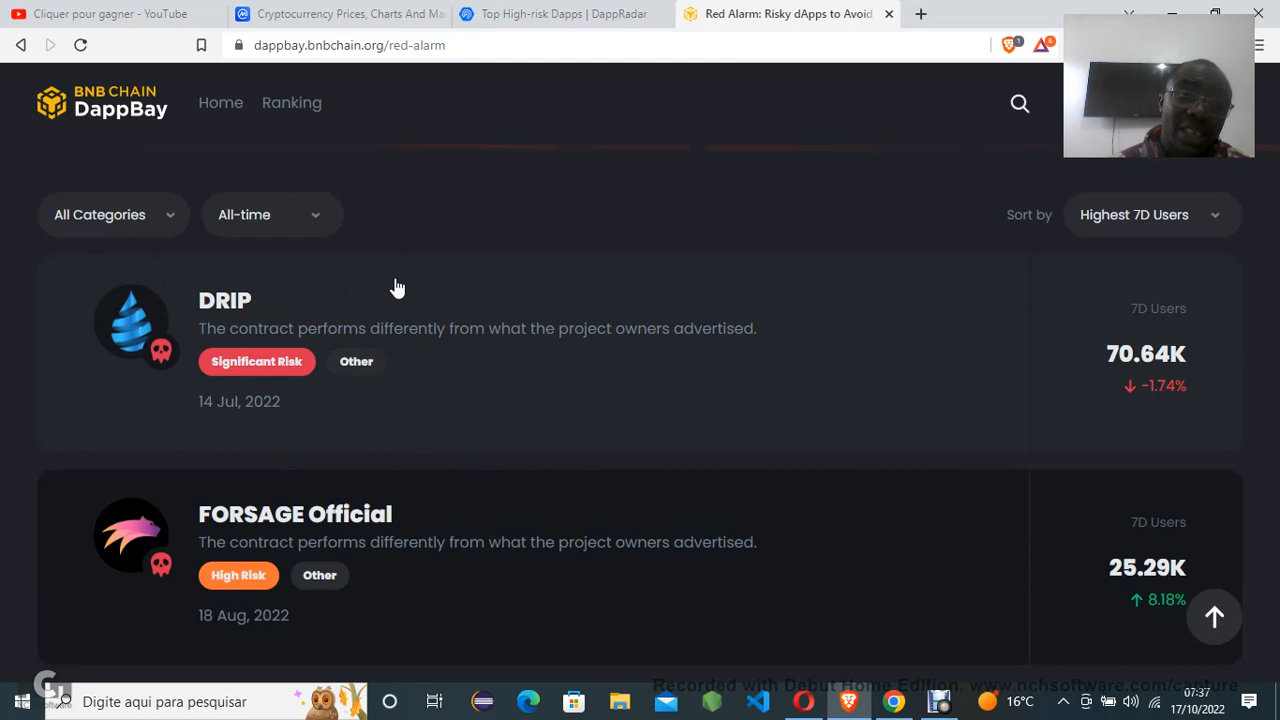 Cliquer pour gagner - YouTube
Cryptocurrency Prices, Charts And Ma
Top High-risk Dapps | DappRadar
Red Alarm: Risky dApps to Avoid
dappbay.bnbchain.org/red-alarm
1
6
BNB CHAIN
DappBay
Home
Ranking
All Categories
All-time
Sort by
Highest 7D Users
DRIP
The contract performs differently from what the project owners advertised.
Significant Risk
Other
14 Jul, 2022
7D Users
70.64K
-1.74%
FORSAGE Official
The contract performs differently from what the project owners advertised.
High Risk
Other
18 Aug, 2022
7D Users
25.29K
8.18%
Recorded with Debut Home Edition. www.nchsoftware.com/capture
Digite aqui para pesquisar
16°C
07:37
17/10/2022